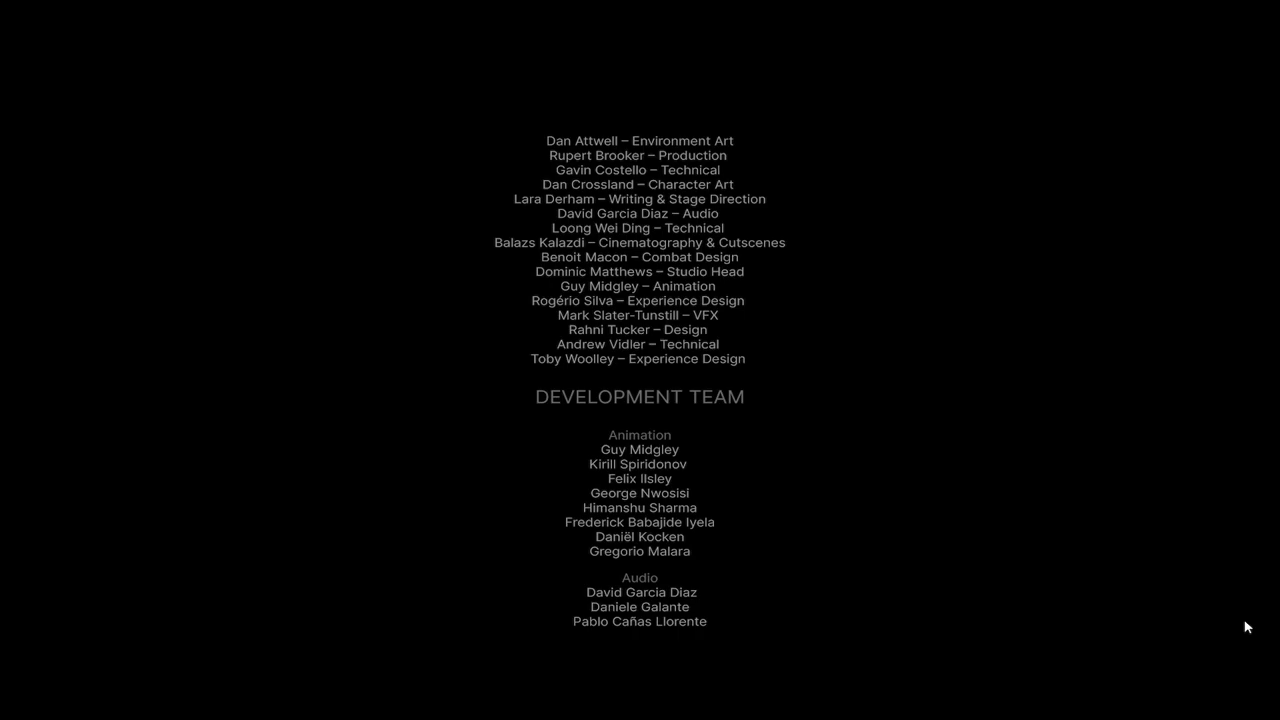 Dan Attwell – Environment Art
Rupert Brooker – Production
Gavin Costello – Technical
Dan Crossland – Character Art
Lara Derham – Writing & Stage Direction
David Garcia Diaz – Audio
Loong Wei Ding – Technical
Balazs Kalazdi – Cinematography & Cutscenes
Benoit Macon – Combat Design
Dominic Matthews – Studio Head
Guy Midgley – Animation
Rogério Silva – Experience Design
Mark Slater-Tunstill – VFX
Rahni Tucker – Design
Andrew Vidler – Technical
Toby Woolley – Experience Design
DEVELOPMENT TEAM
Animation
Guy Midgley
Kirill Spiridonov
Felix Ilsley
George Nwosisi
Himanshu Sharma
Frederick Babajide Iyela
Daniël Kocken
Gregorio Malara
Audio
David Garcia Diaz
Daniele Galante
Pablo Cañas Llorente